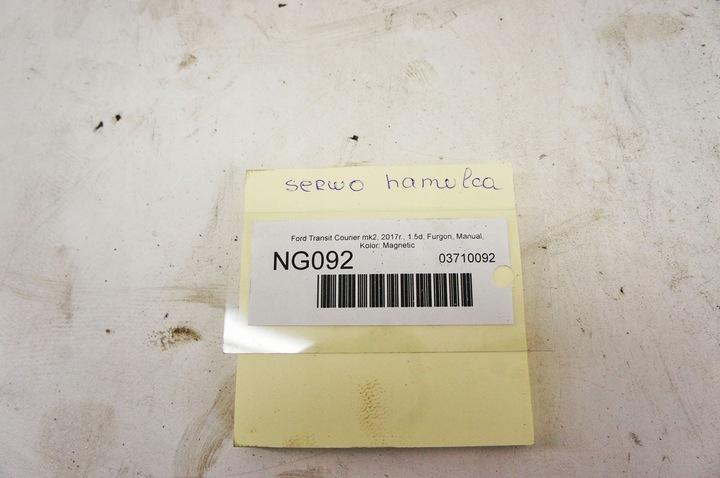 serwo hamulca
Ford Transit Courier mk2, 2017r., 1.5d, Furgon, Manual,
Kolor: Magnetic
NG092 03710092